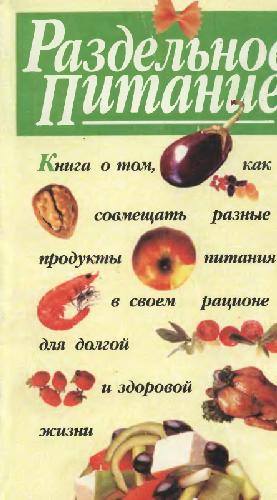 Раздельное
Питание
Книга о том, как
совмещать разные
продукты питания
в своем рационе
для долгой
и здоровой
жизни